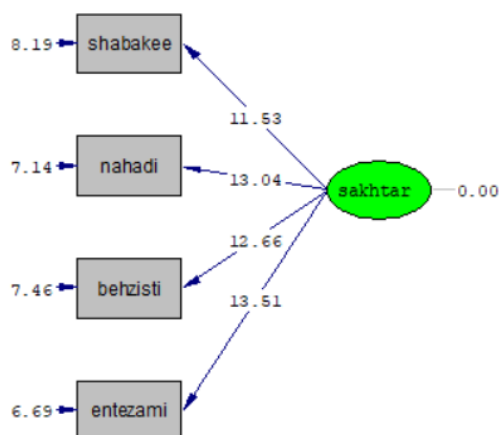 8.19 shabakee
11.53
7.14 nahadi
13.04
sakhtar 0.00
12.66
7.46 behzisti
13.51
6.69 entezami